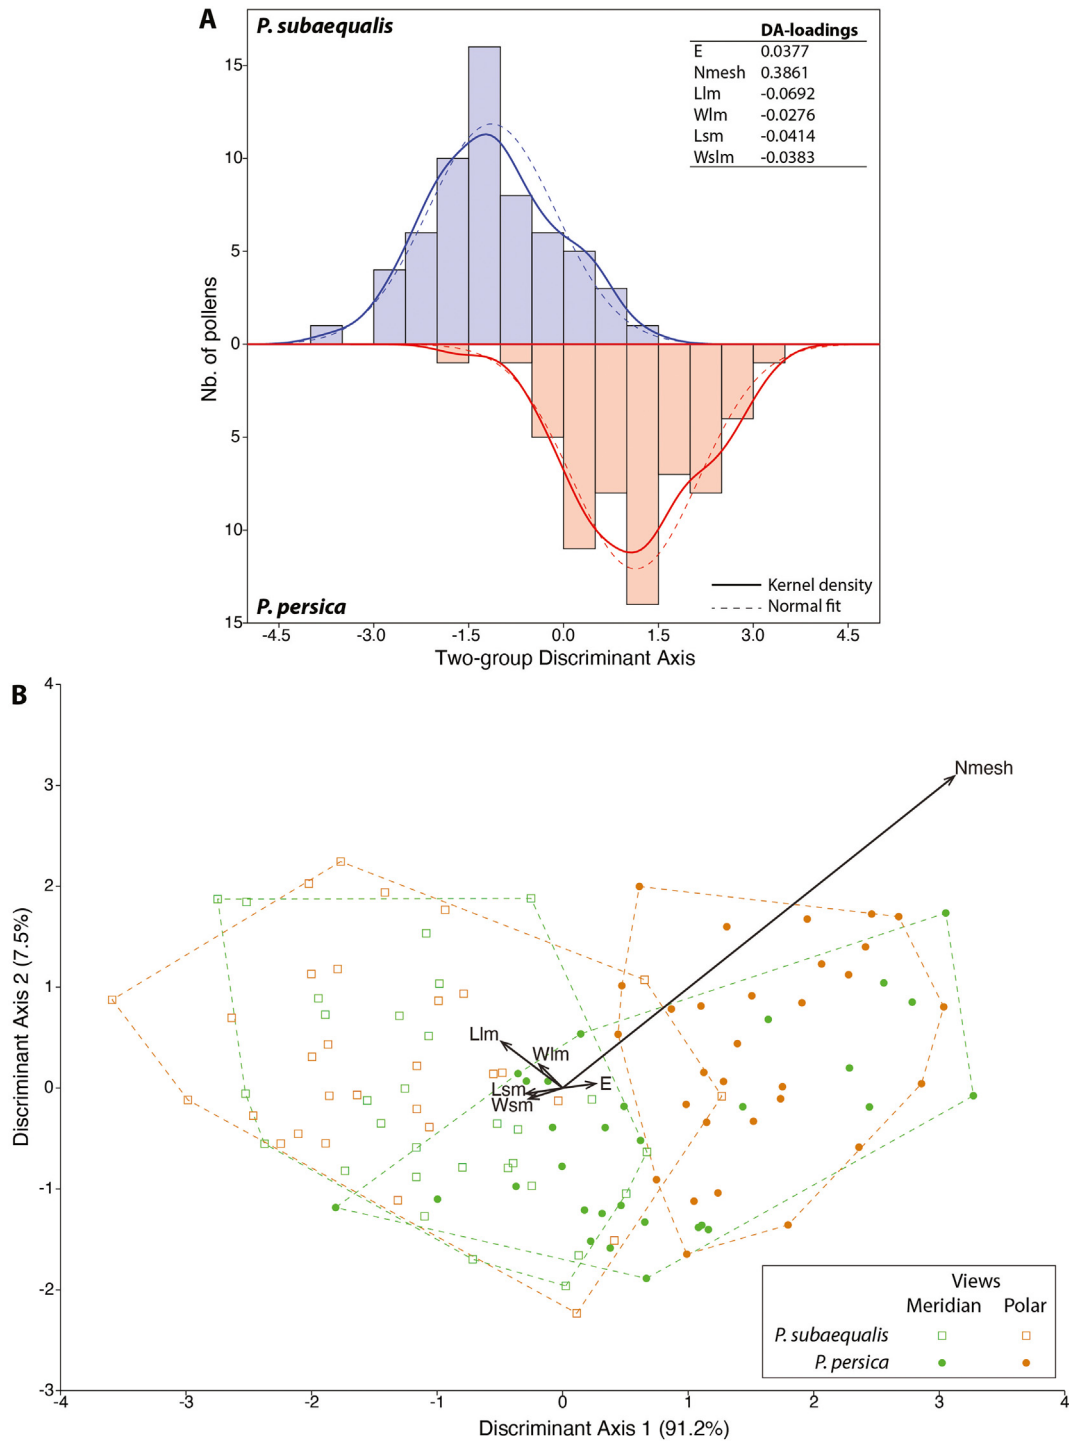 A
P. subaequalis
DA-loadings
E 0.0377
Nmesh 0.3861
Llm -0.0692
Wlm -0.0276
Lsm -0.0414
Wslm -0.0383
15
10
5
0
5
10
15
Nb. of pollens
Kernel density
Normal fit
P. persica
-4.5 -3.0 -1.5 0.0 1.5 3.0 4.5
Two-group Discriminant Axis
B
4
3
2
1
0
-1
-2
-3
Discriminant Axis 2 (7.5%)
Nmesh
Llm
Wlm
E
Lsm
Wsm
Views
Meridian Polar
P. subaequalis
P. persica
-4 -3 -2 -1 0 1 2 3 4
Discriminant Axis 1 (91.2%)